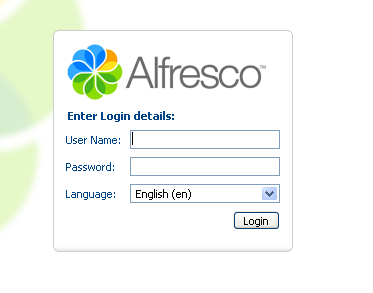 Alfresco™
Enter Login details:
User Name:
Password:
Language: English (en)
Login